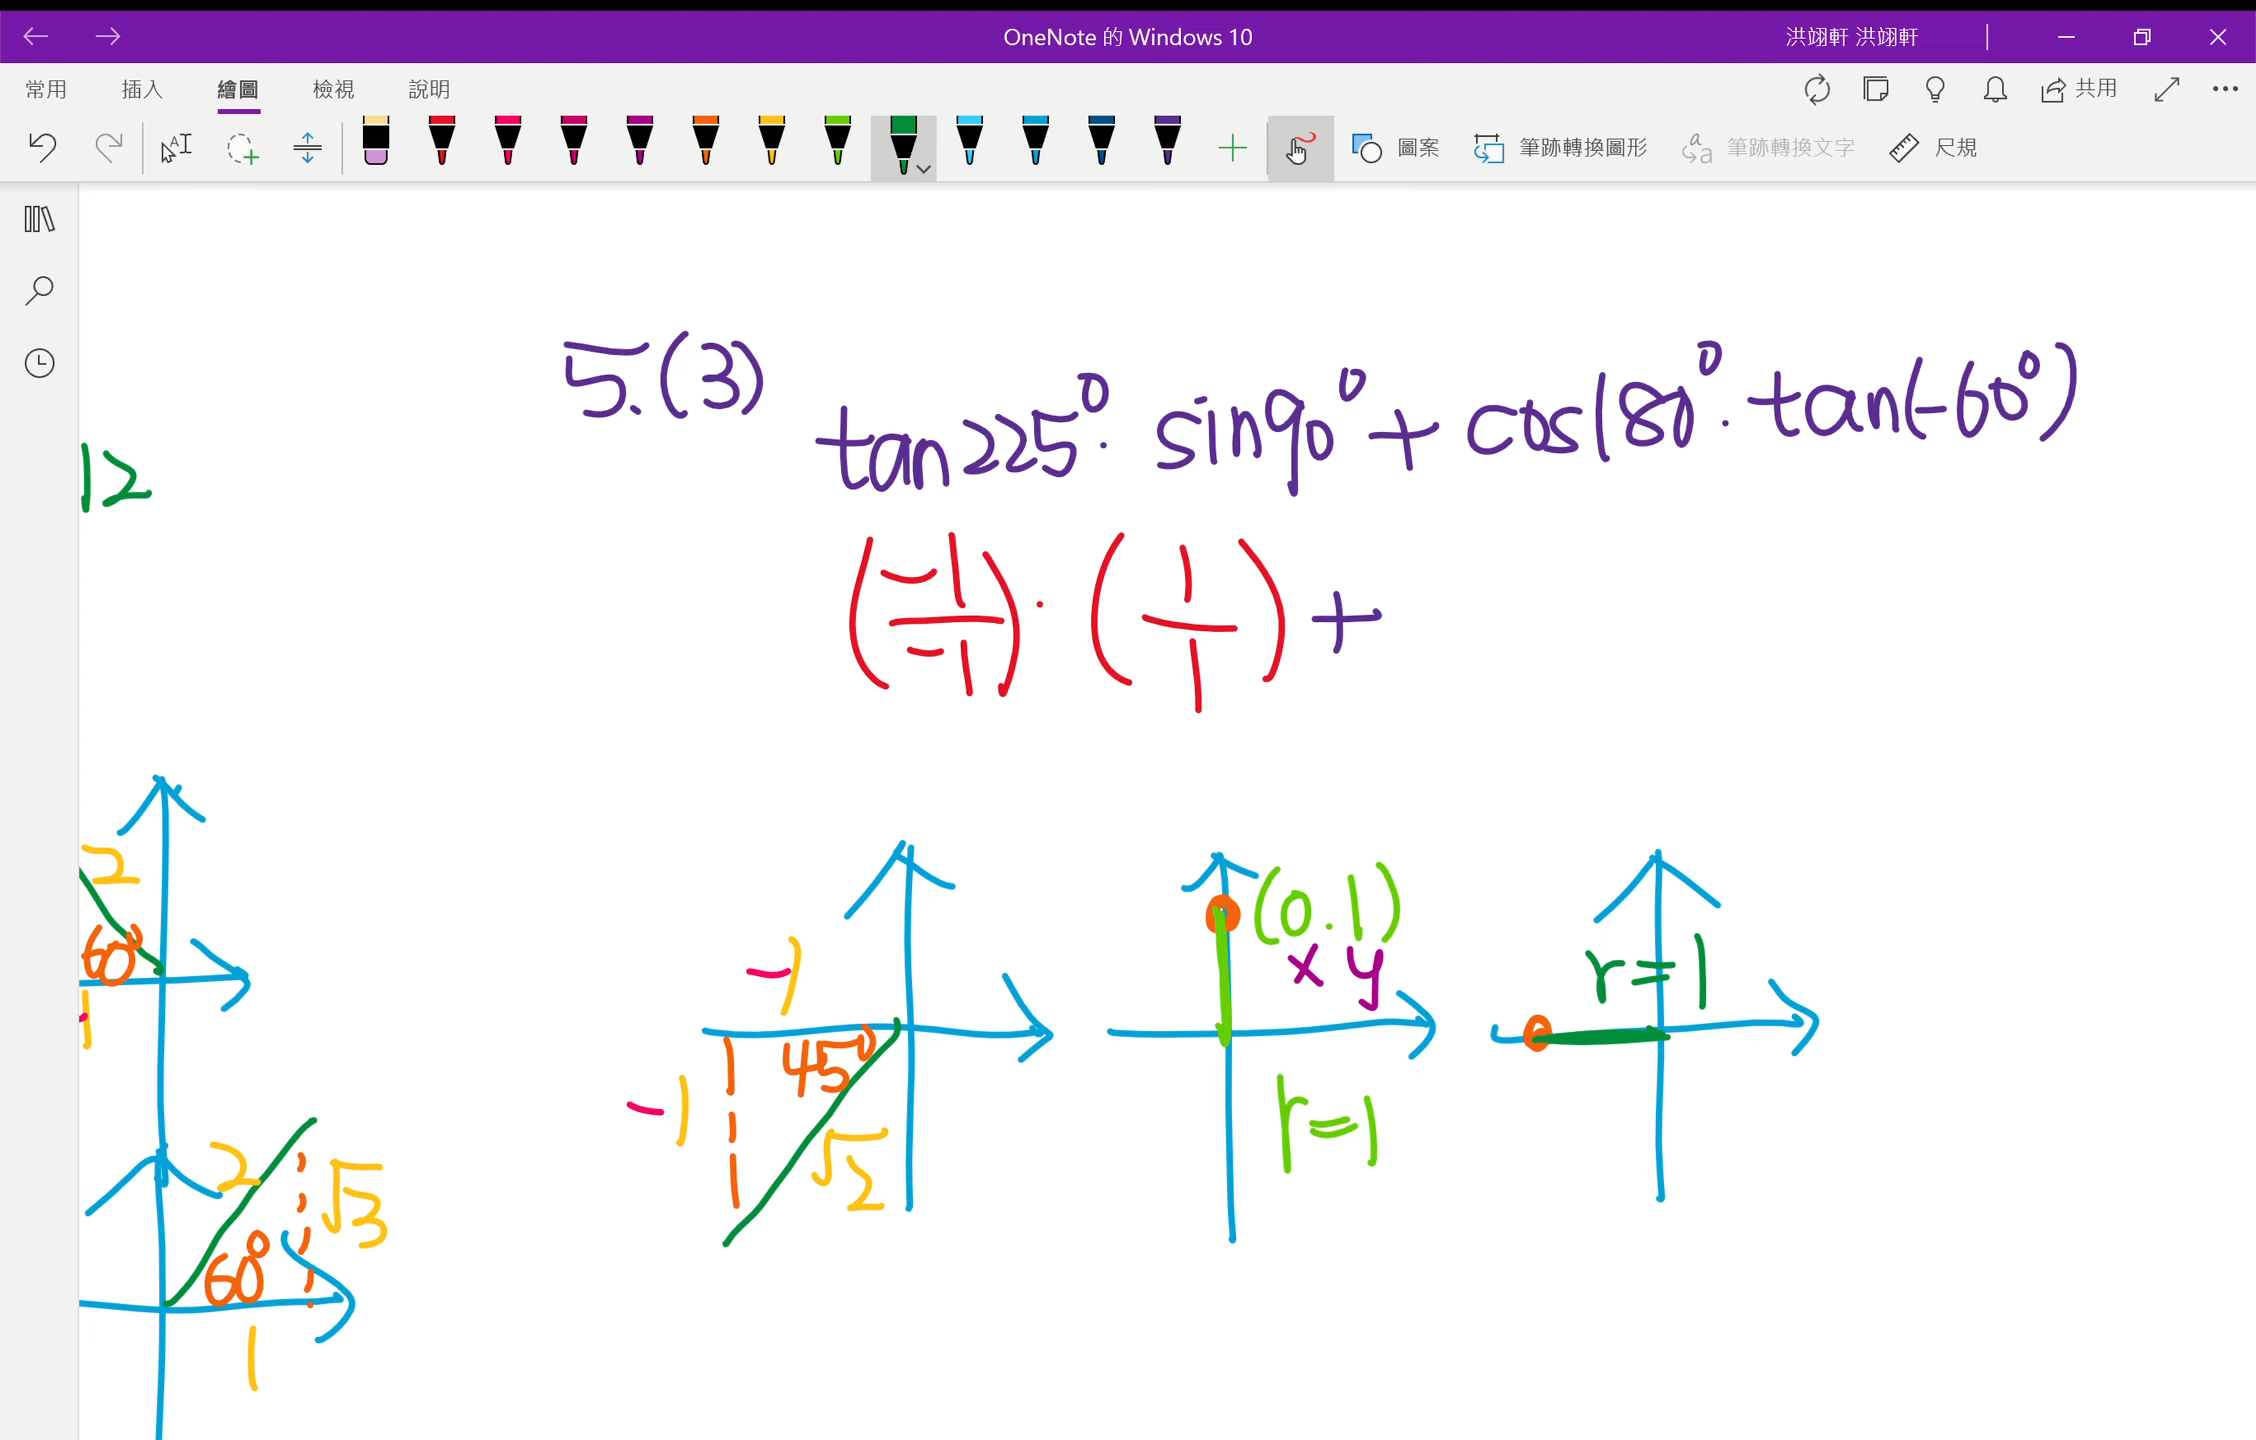 OneNote 的 Windows 10
洪翊軒 洪翊軒
常用 插入 繪圖 檢視 說明
共用
圖案 筆跡轉換圖形 筆跡轉換文字 尺規
5.(3)
tan225°· sin90° + cos180°· tan(-60°)
12
(-1/-1) · (1/1) +
2
60°
1
-1
45°
-1
√2
(0.1)
x y
r=1
r=1
2
√3
60°
1